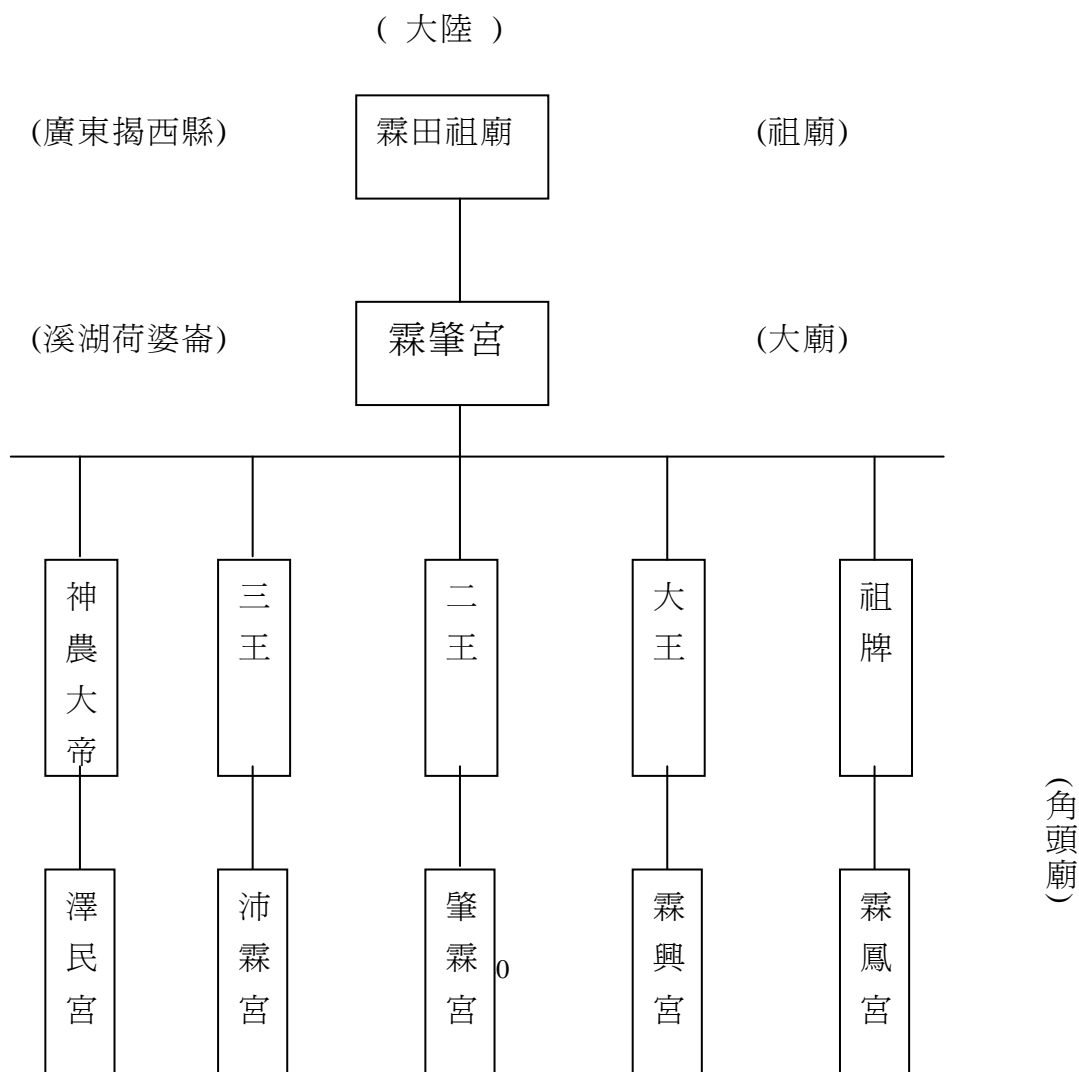 ( 大陸 )
(廣東揭西縣) 霖田祖廟 (祖廟)
(溪湖荷婆崙) 霖肇宮 (大廟)
神農大帝
三王
二王
大王
祖牌
(角頭廟)
澤民宮
沛霖宮
肇霖宮
0
霖興宮
霖鳳宮